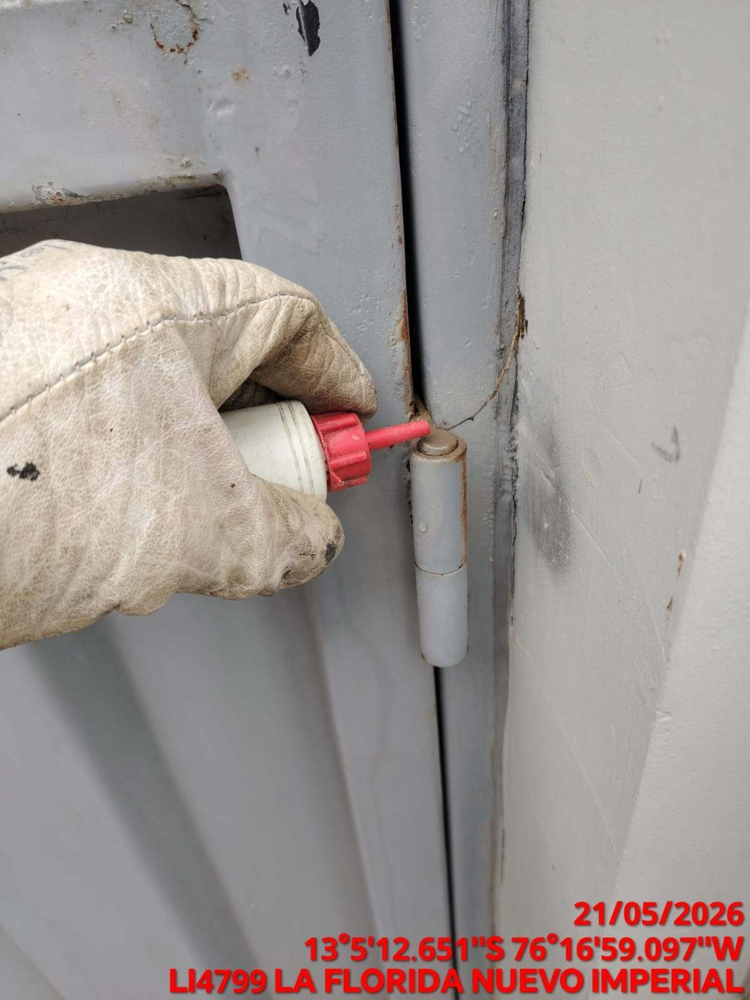 21/05/2026
13°5'12.651"S 76°16'59.097"W
LI4799 LA FLORIDA NUEVO IMPERIAL